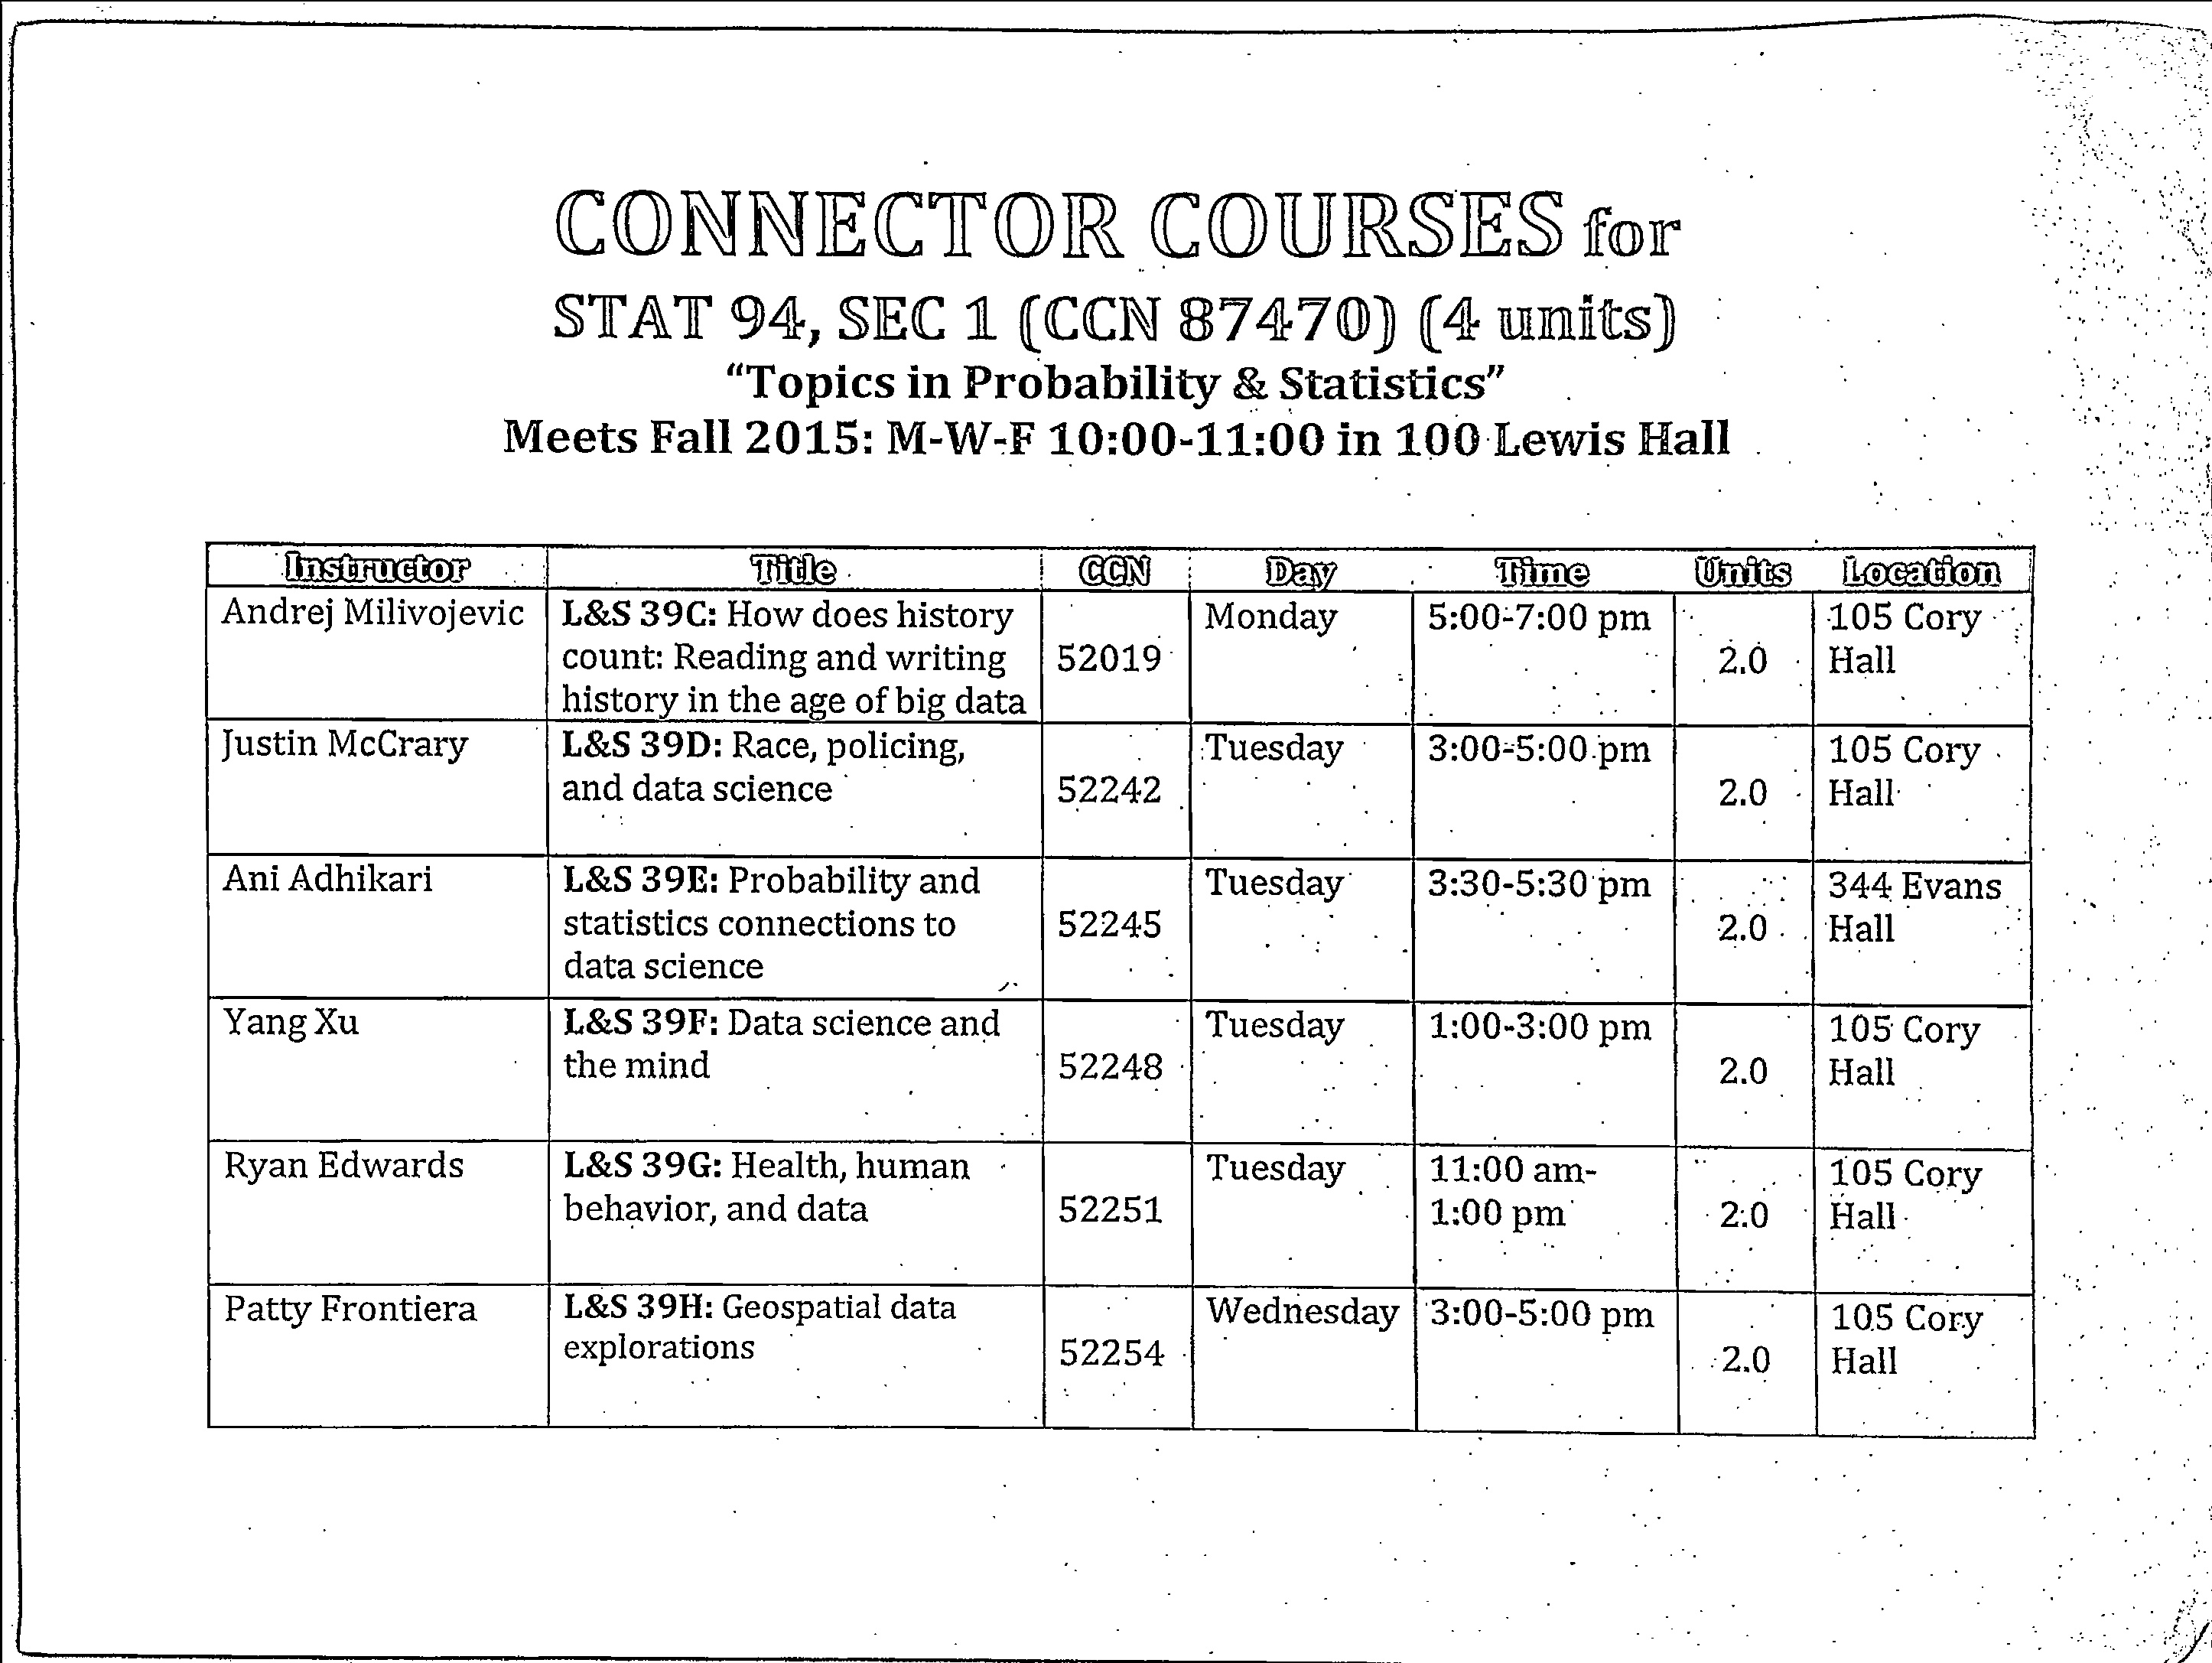 CONNECTOR COURSES for
STAT 94, SEC 1 (CCN 87470) (4 units)
“Topics in Probability & Statistics”
Meets Fall 2015: M-W-F 10:00-11:00 in 100 Lewis Hall
Instructor Title CCN Day Time Units Location
Andrej Milivojevic L&S 39C: How does history Monday 5:00-7:00 pm 105 Cory
count: Reading and writing 52019 2.0 Hall
history in the age of big data
Justin McCrary L&S 39D: Race, policing, Tuesday 3:00-5:00 pm 105 Cory
and data science 52242 2.0 Hall
Ani Adhikari L&S 39E: Probability and Tuesday 3:30-5:30 pm 344 Evans
statistics connections to 52245 2.0 Hall
data science
Yang Xu L&S 39F: Data science and Tuesday 1:00-3:00 pm 105 Cory
the mind 52248 2.0 Hall
Ryan Edwards L&S 39G: Health, human Tuesday 11:00 am- 105 Cory
behavior, and data 52251 1:00 pm 2.0 Hall
Patty Frontiera L&S 39H: Geospatial data Wednesday 3:00-5:00 pm 105 Cory
explorations 52254 2.0 Hall